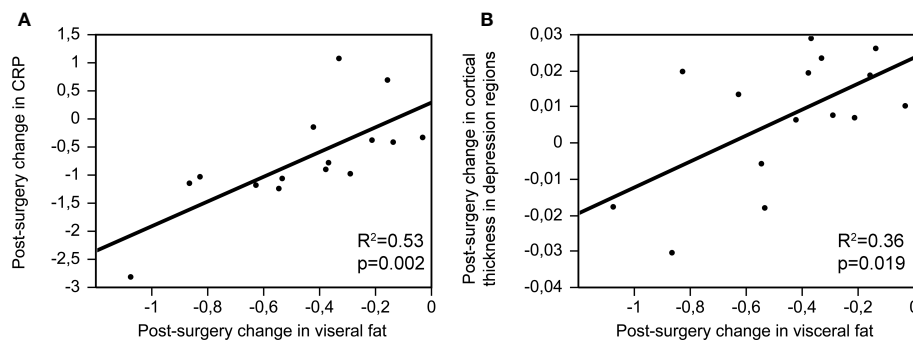 A
Post-surgery change in CRP
1,5
1
0,5
0
-0,5
-1
-1,5
-2
-2,5
-3
R²=0.53
p=0.002
-1
-0,8
-0,6
-0,4
-0,2
0
Post-surgery change in viseral fat
B
Post-surgery change in cortical
thickness in depression regions
0,03
0,02
0,01
0
-0,01
-0,02
-0,03
-0,04
R²=0.36
p=0.019
-1
-0,8
-0,6
-0,4
-0,2
0
Post-surgery change in visceral fat